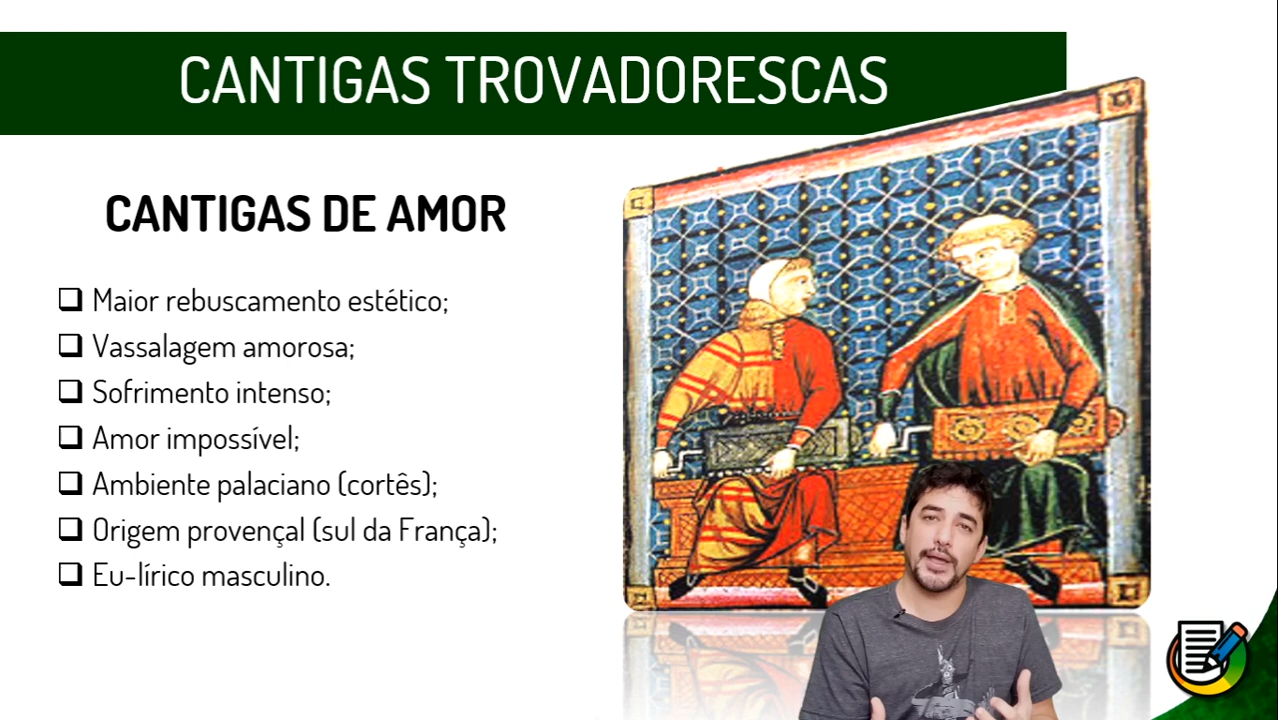 CANTIGAS TROVADORESCAS
CANTIGAS DE AMOR
❑ Maior rebuscamento estético;
❑ Vassalagem amorosa;
❑ Sofrimento intenso;
❑ Amor impossível;
❑ Ambiente palaciano (cortês);
❑ Origem provençal (sul da França);
❑ Eu-lírico masculino.